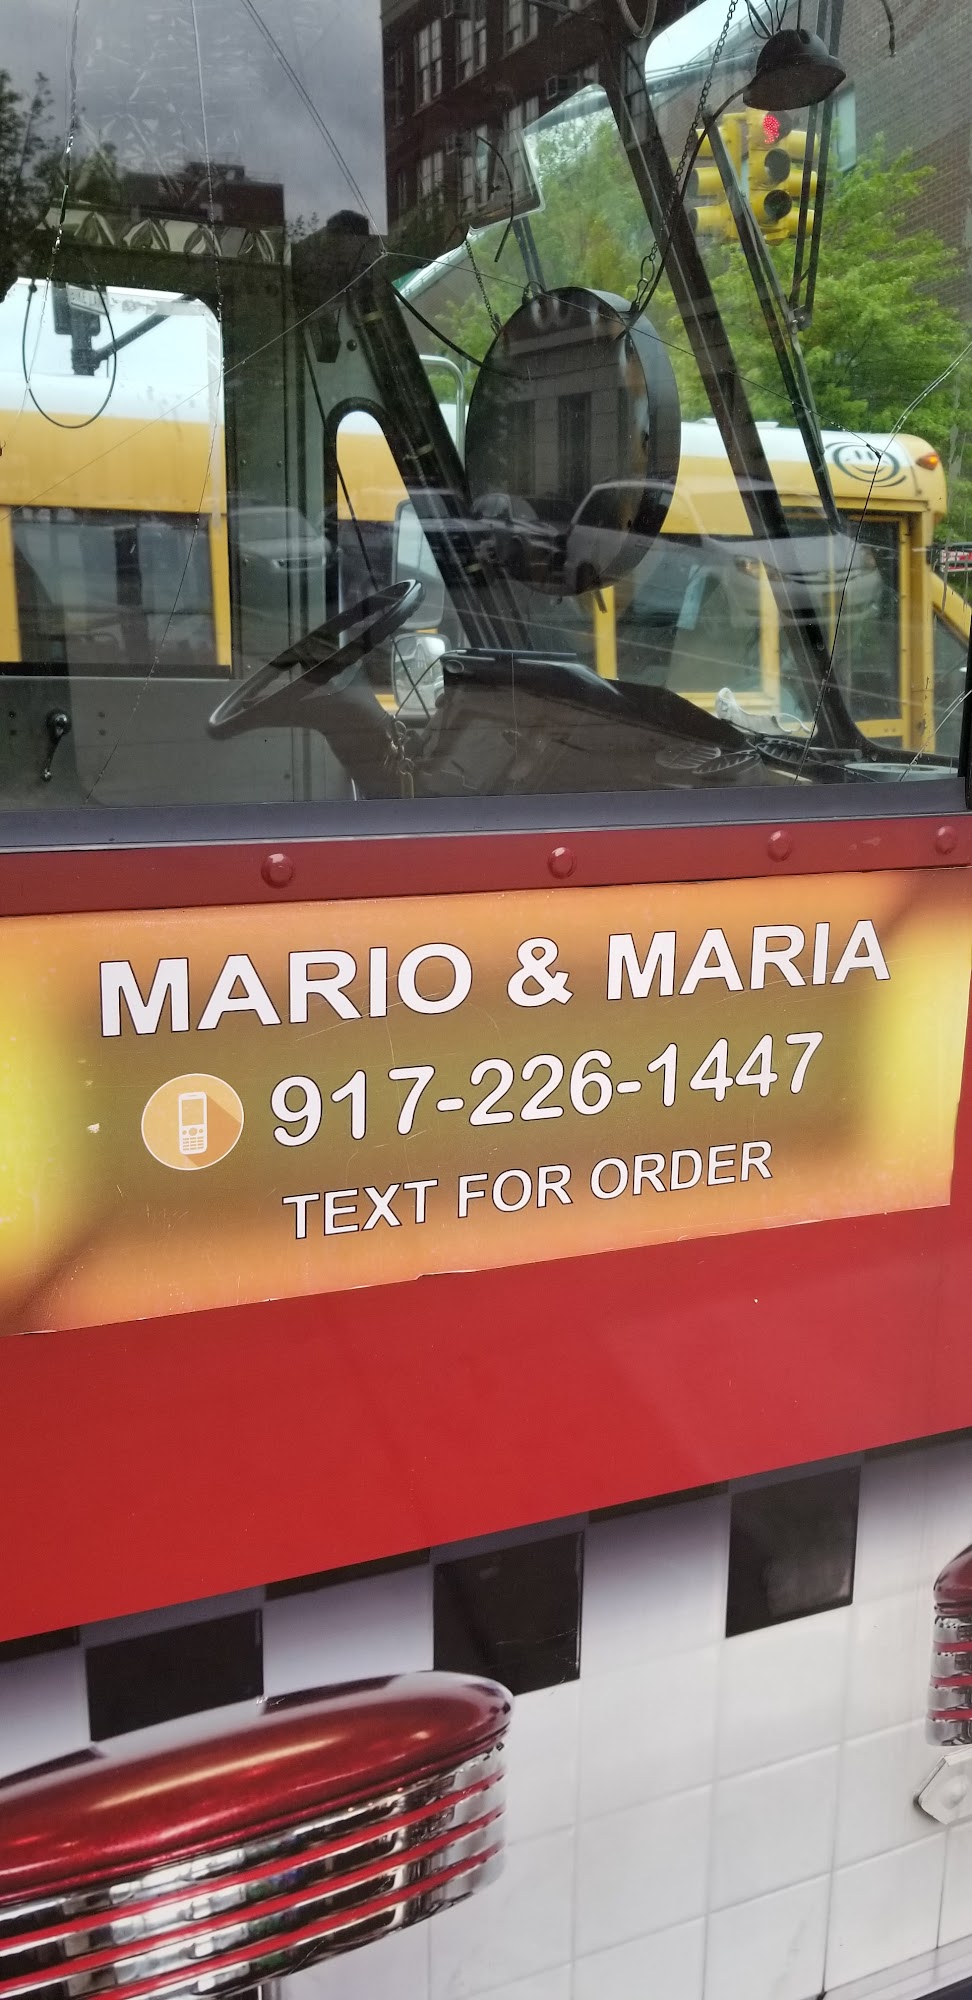 MARIO & MARIA
917-226-1447
TEXT FOR ORDER